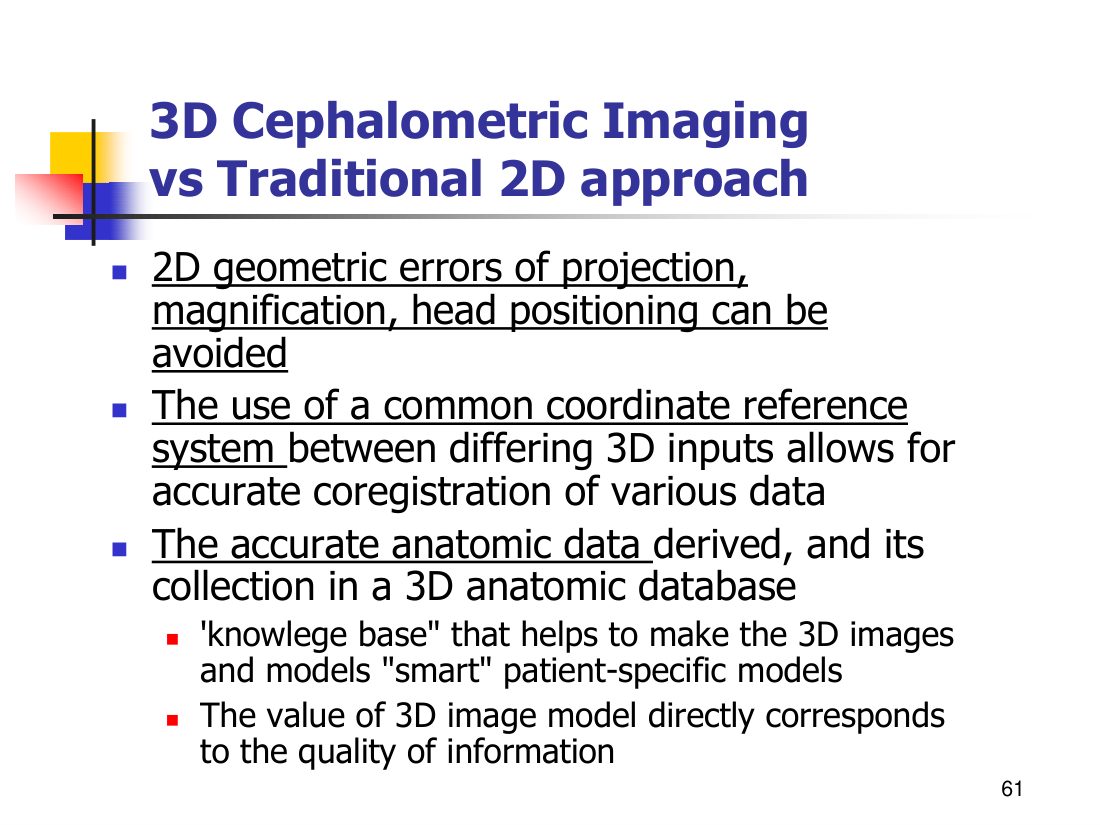 3D Cephalometric Imaging
vs Traditional 2D approach
2D geometric errors of projection,
magnification, head positioning can be
avoided
The use of a common coordinate reference
system between differing 3D inputs allows for
accurate coregistration of various data
The accurate anatomic data derived, and its
collection in a 3D anatomic database
'knowlege base" that helps to make the 3D images
and models "smart" patient-specific models
The value of 3D image model directly corresponds
to the quality of information
61